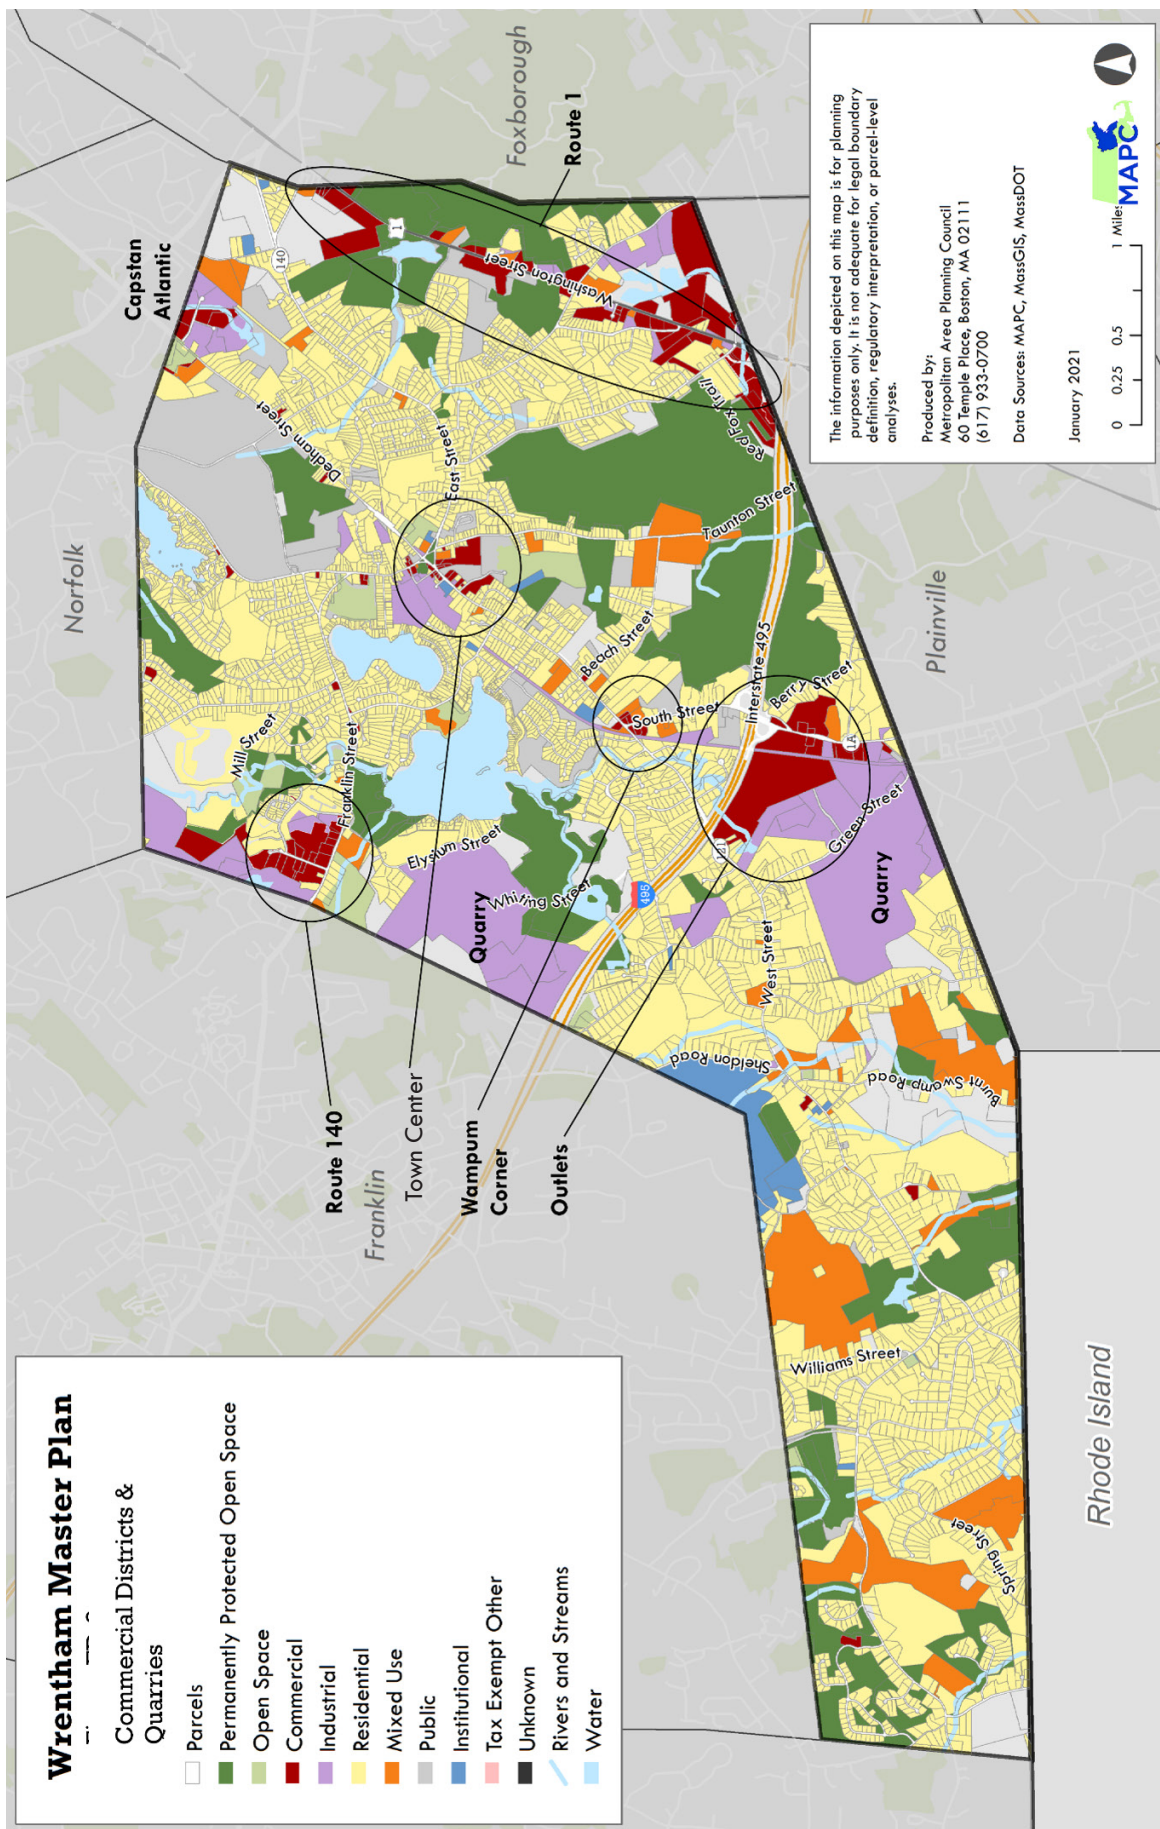 Wrentham Master Plan
Commercial Districts &
Quarries
Parcels
Permanently Protected Open Space
Open Space
Commercial
Industrial
Residential
Mixed Use
Public
Institutional
Tax Exempt Other
Unknown
Rivers and Streams
Water
Norfolk
Foxborough
Franklin
Plainville
Rhode Island
Capstan
Atlantic
Route 1
Route 140
Town Center
Wampum
Corner
Outlets
Quarry
Quarry
Mill Street
Franklin Street
Elysium Street
Whiting Street
Dedham Street
East Street
Washington Street
Red Fox Trail
Taunton Street
Beach Street
South Street
Interstate 495
Berry Street
Green Street
West Street
Sheldon Road
Burnt Swamp Road
Williams Street
Spring Street
140
1
1A
121
495
The information depicted on this map is for planning
purposes only. It is not adequate for legal boundary
definition, regulatory interpretation, or parcel-level
analyses.
Produced by:
Metropolitan Area Planning Council
60 Temple Place, Boston, MA 02111
(617) 933-0700
Data Sources: MAPC, MassGIS, MassDOT
January 2021
0 0.25 0.5 1 Miles
MAPC